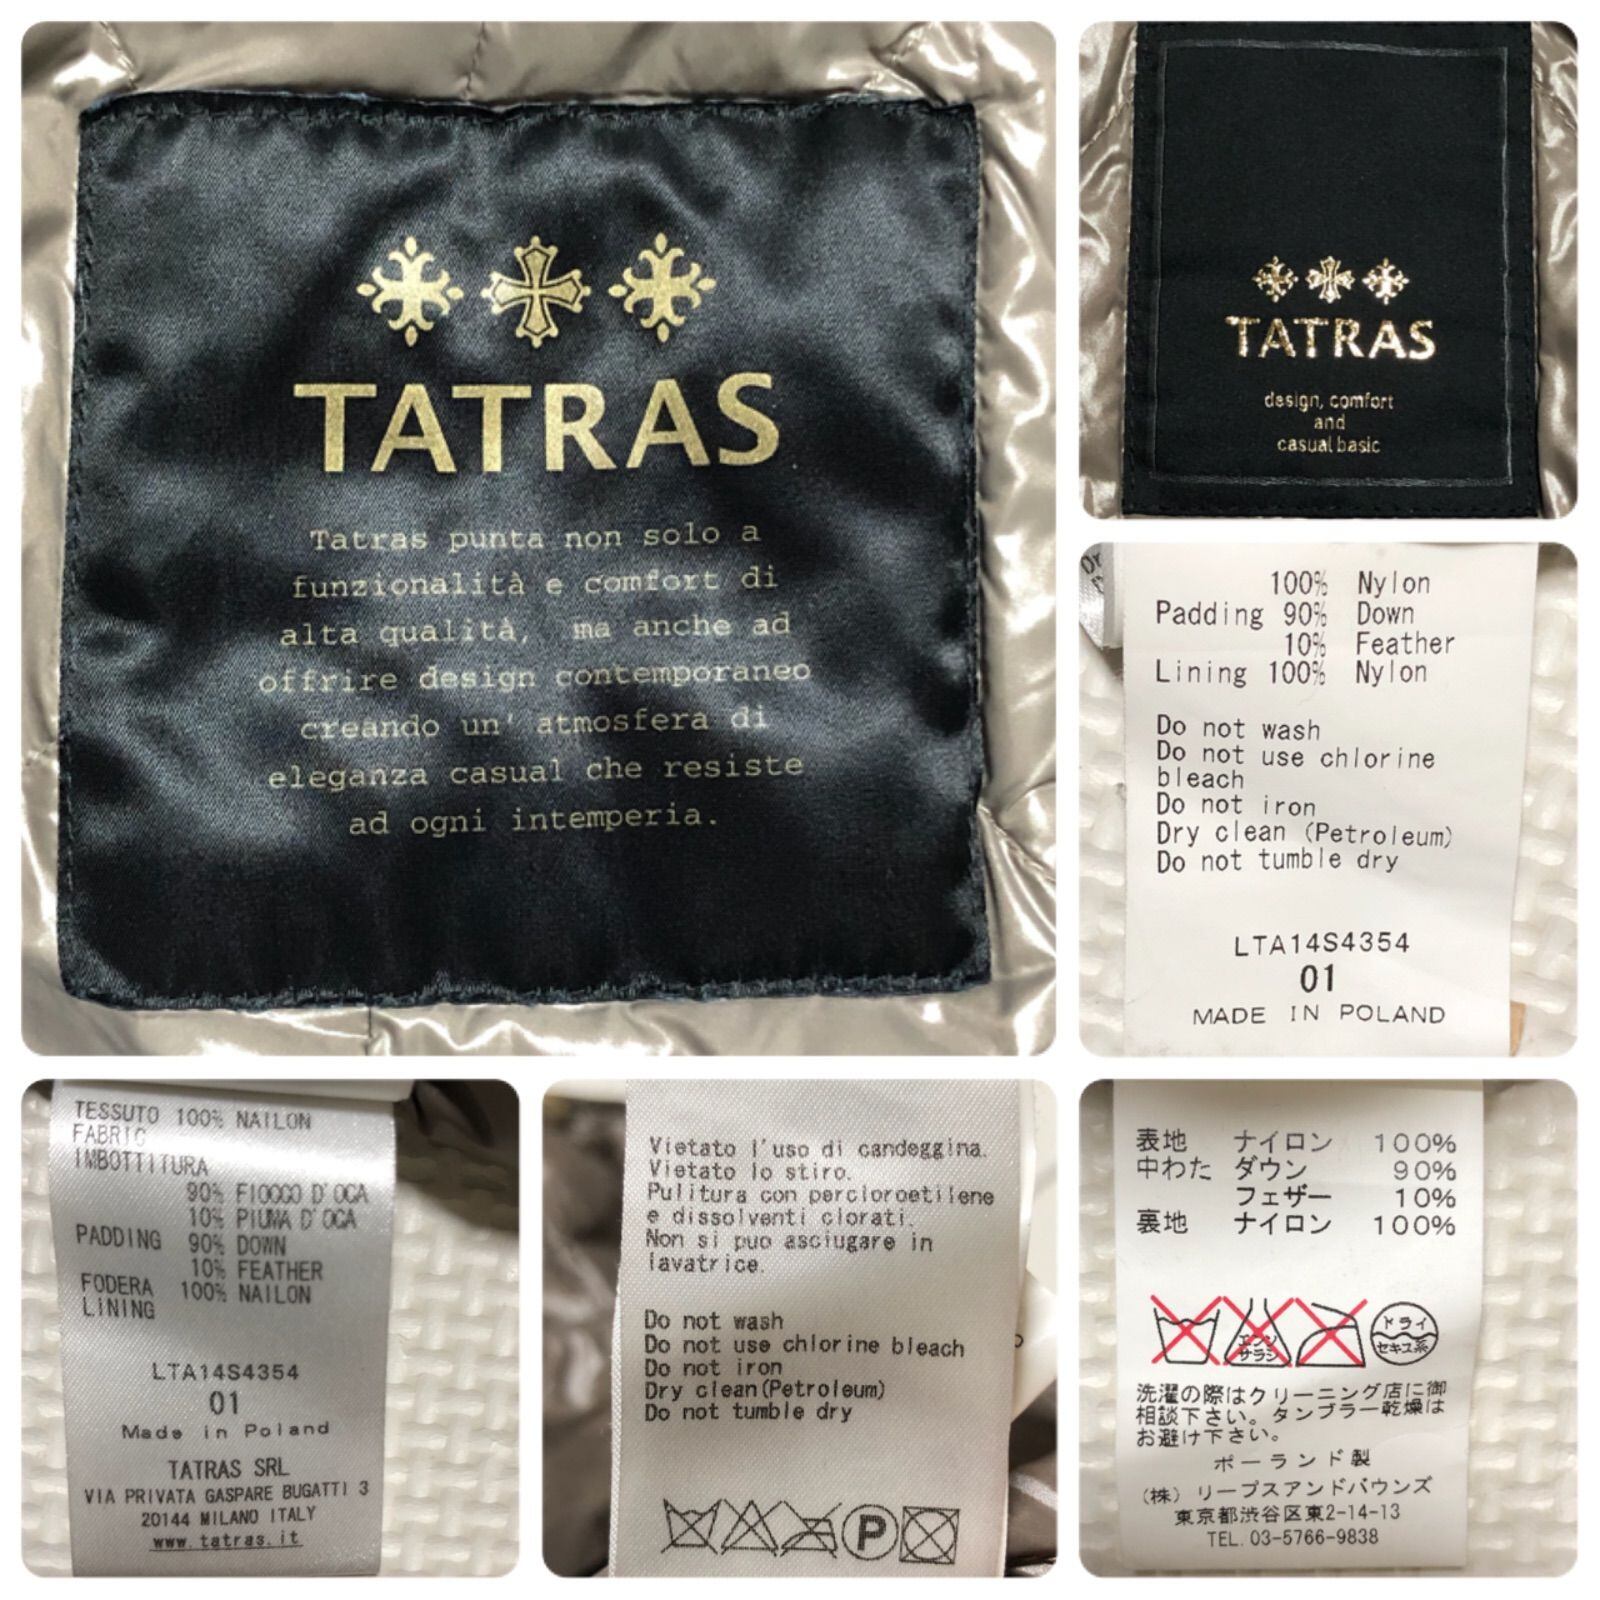 TATRAS
Tatras punta non solo a
funzionalità e comfort di
alta qualità, ma anche ad
offrire design contemporaneo
creando un' atmosfera di
eleganza casual che resiste
ad ogni intemperia.
TATRAS
design, comfort
and
casual basic
100% Nylon
Padding 90% Down
10% Feather
Lining 100% Nylon
Do not wash
Do not use chlorine
bleach
Do not iron
Dry clean (Petroleum)
Do not tumble dry
LTA14S4354
01
MADE IN POLAND
TESSUTO 100% NAILON
FABRIC
IMBOTTITURA
90% FIOCCO D'OCA
10% PIUMA D'OCA
PADDING 90% DOWN
10% FEATHER
FODERA 100% NAILON
LINING
LTA14S4354
01
Made in Poland
TATRAS SRL
VIA PRIVATA GASPARE BUGATTI 3
20144 MILANO ITALY
www.tatras.it
Vietato l'uso di candeggina.
Vietato lo stiro.
Pulitura con percloroetilene
e dissolventi clorati.
Non si puo asciugare in
lavatrice.
Do not wash
Do not use chlorine bleach
Do not iron
Dry clean(Petroleum)
Do not tumble dry
P
表地 ナイロン 100%
中わた ダウン 90%
フェザー 10%
裏地 ナイロン 100%
エンソ
サラシ
ドライ
セキユ系
洗濯の際はクリーニング店に御
相談下さい。タンブラー乾燥は
お避け下さい。
ポーランド製
（株）リープスアンドバウンズ
東京都渋谷区東2-14-13
TEL. 03-5766-9838